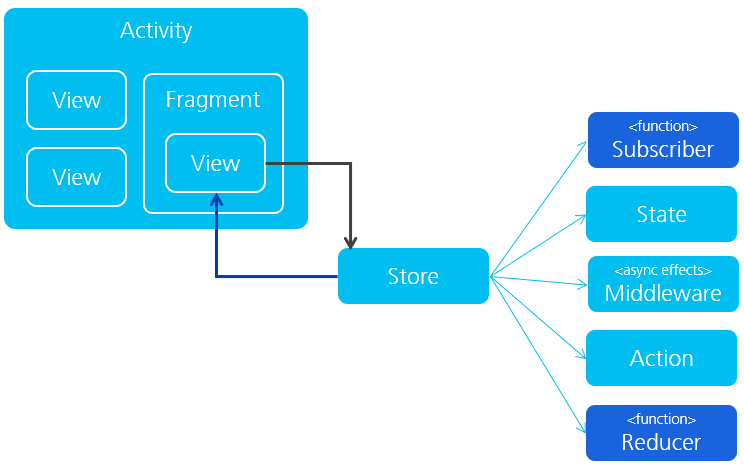 Activity
View
Fragment
View
View
Store
<function>
Subscriber
State
<async effects>
Middleware
Action
<function>
Reducer